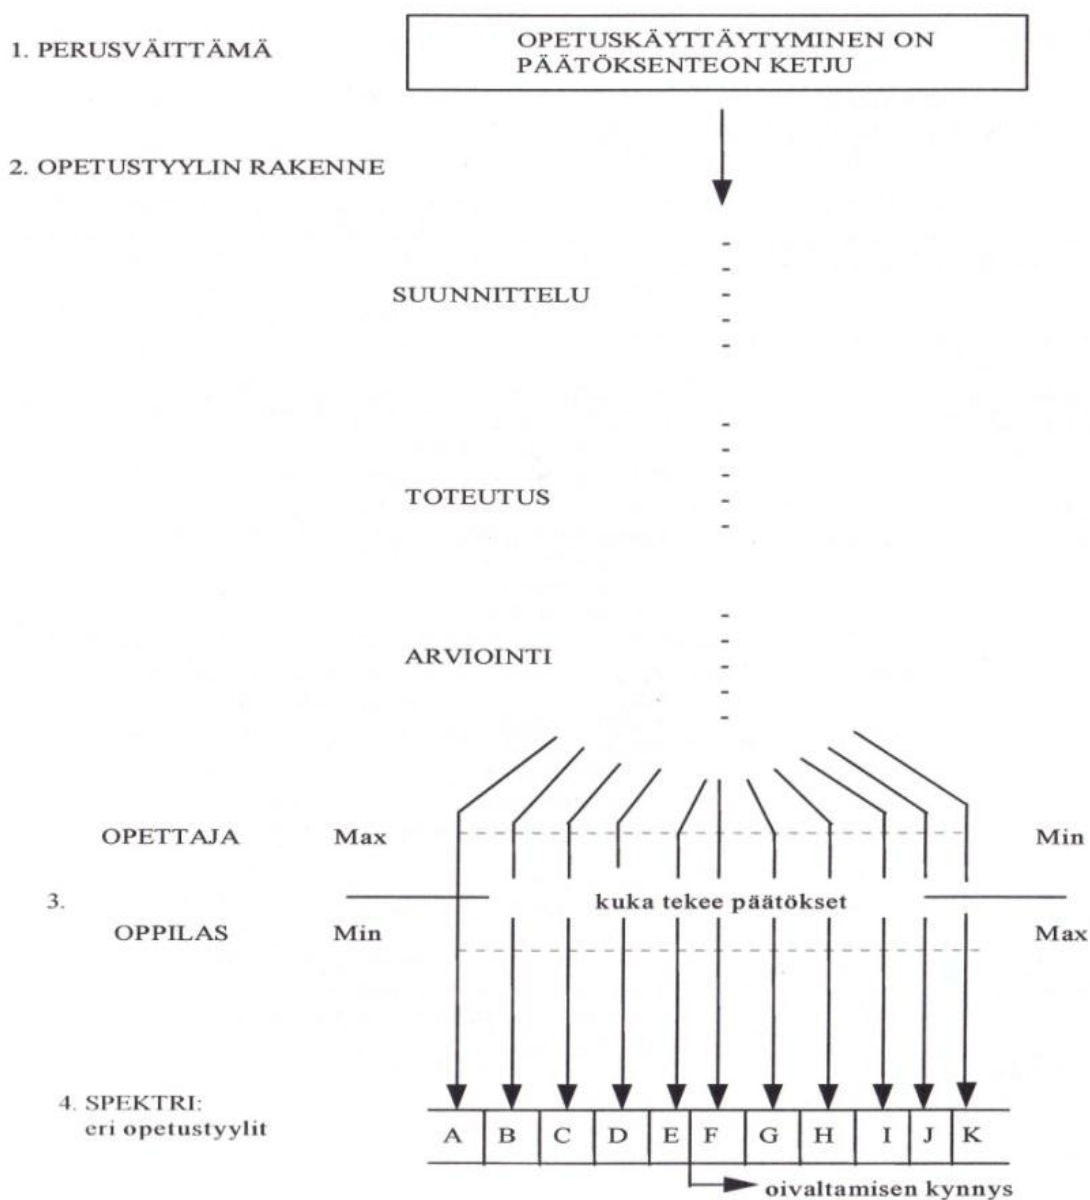 1. PERUSVÄITTÄMÄ
OPETUSKÄYTTÄYTYMINEN ON
PÄÄTÖKSENTEON KETJU
2. OPETUSTYYLIN RAKENNE
SUUNNITTELU
TOTEUTUS
ARVIOINTI
OPETTAJA Max Min
3. kuka tekee päätökset
OPPILAS Min Max
4. SPEKTRI:
eri opetustyylit
A B C D E F G H I J K
oivaltamisen kynnys